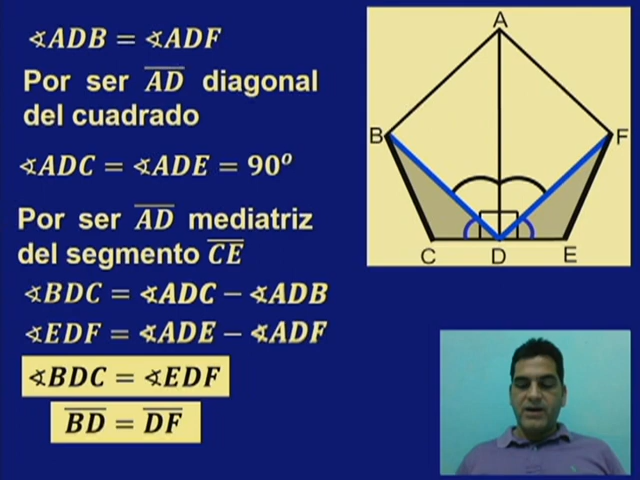 ∢ADB = ∢ADF
Por ser AD̅ diagonal
del cuadrado
∢ADC = ∢ADE = 90º
Por ser AD̅ mediatriz
del segmento CE̅
∢BDC = ∢ADC − ∢ADB
∢EDF = ∢ADE − ∢ADF
∢BDC = ∢EDF
BD̅ = DF̅
A
B
F
C
D
E